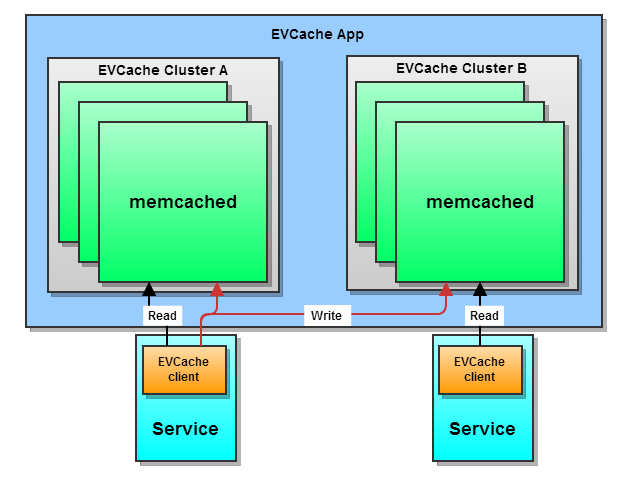 EVCache App
EVCache Cluster A
EVCache Cluster B
memcached
memcached
Read
Write
Read
EVCache
client
EVCache
client
Service
Service